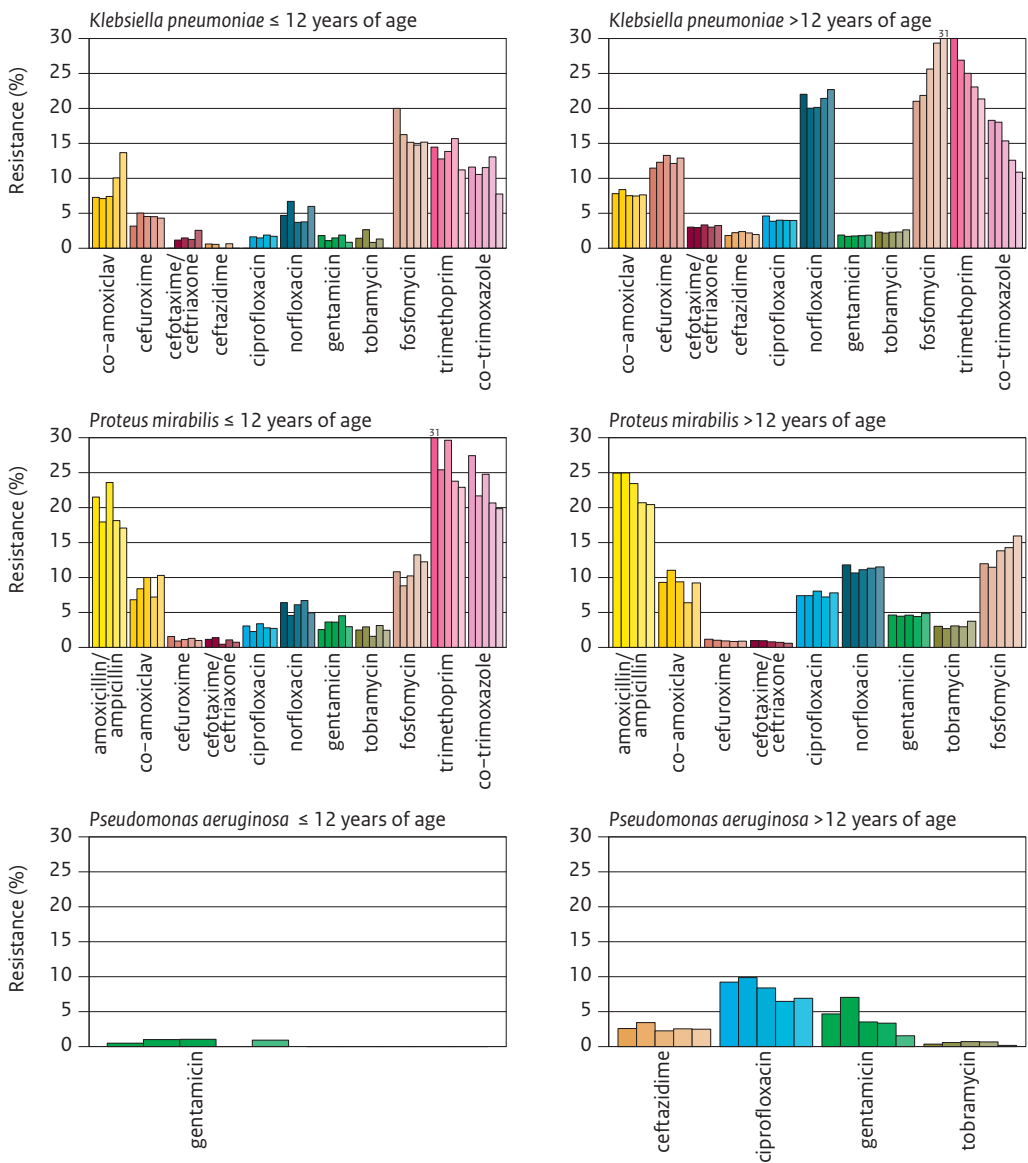 Klebsiella pneumoniae ≤ 12 years of age
Resistance (%)
30
25
20
15
10
5
0
co-amoxiclav
cefuroxime
cefotaxime/
ceftriaxone
ceftazidime
ciprofloxacin
norfloxacin
gentamicin
tobramycin
fosfomycin
trimethoprim
co-trimoxazole
Klebsiella pneumoniae >12 years of age
30
25
20
15
10
5
0
31
co-amoxiclav
cefuroxime
cefotaxime/
ceftriaxone
ceftazidime
ciprofloxacin
norfloxacin
gentamicin
tobramycin
fosfomycin
trimethoprim
co-trimoxazole
Proteus mirabilis ≤ 12 years of age
Resistance (%)
30
25
20
15
10
5
0
31
amoxicillin/
ampicillin
co-amoxiclav
cefuroxime
cefotaxime/
ceftriaxone
ciprofloxacin
norfloxacin
gentamicin
tobramycin
fosfomycin
trimethoprim
co-trimoxazole
Proteus mirabilis >12 years of age
30
25
20
15
10
5
0
amoxicillin/
ampicillin
co-amoxiclav
cefuroxime
cefotaxime/
ceftriaxone
ciprofloxacin
norfloxacin
gentamicin
tobramycin
fosfomycin
Pseudomonas aeruginosa ≤ 12 years of age
Resistance (%)
30
25
20
15
10
5
0
gentamicin
Pseudomonas aeruginosa >12 years of age
30
25
20
15
10
5
0
ceftazidime
ciprofloxacin
gentamicin
tobramycin